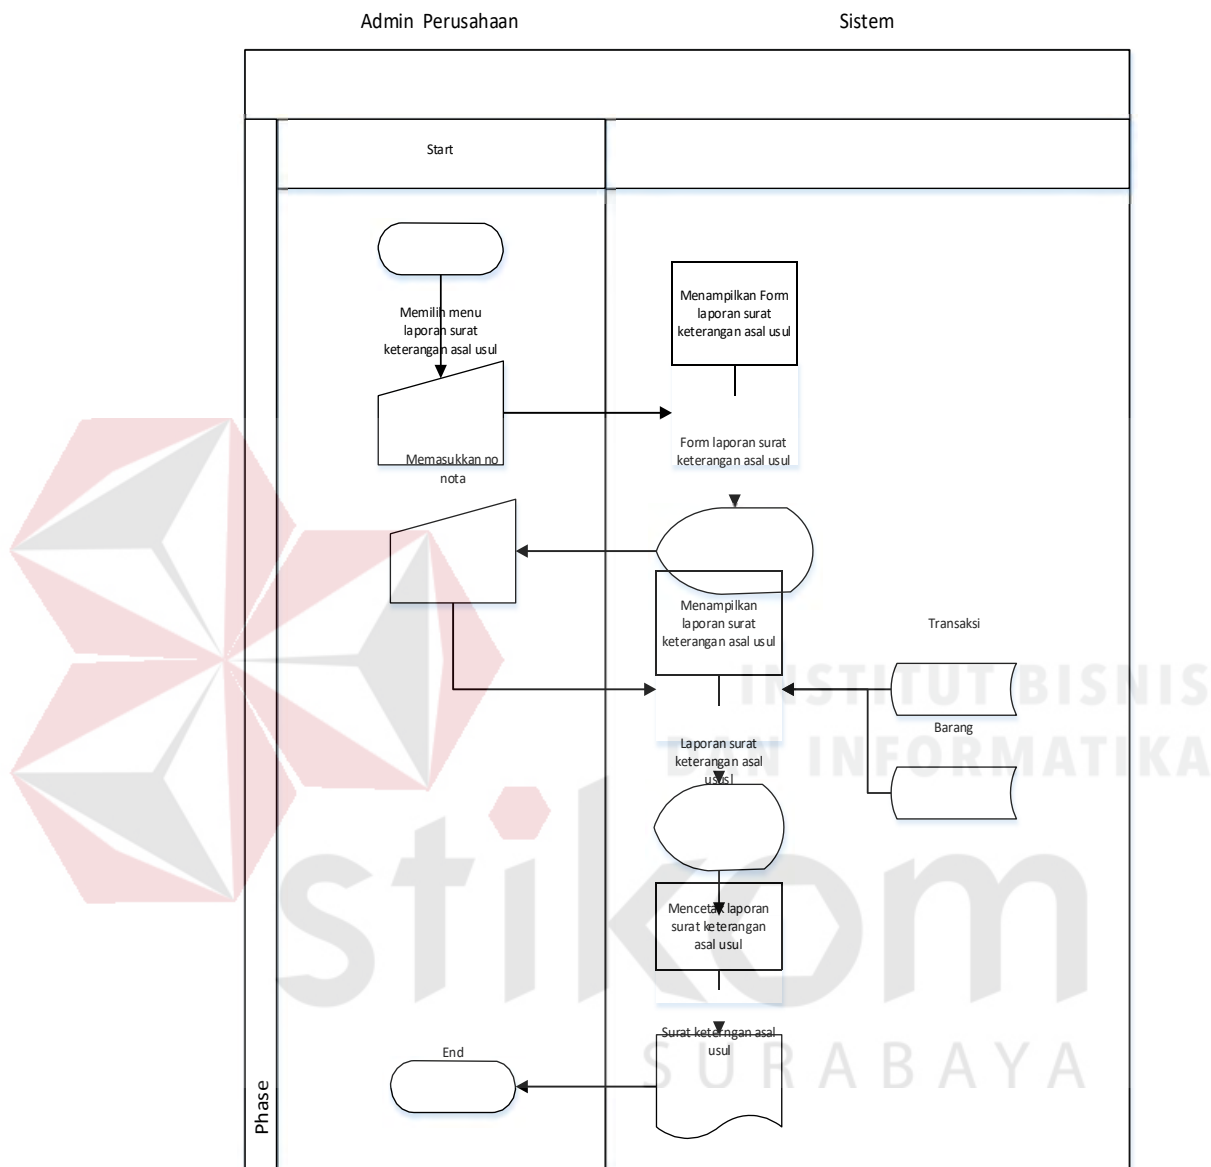 Admin Perusahaan
Sistem
Start
Menampilkan Form
laporan surat
keterangan asal usul
Memilih menu
laporan surat
keterangan asal usul
Form laporan surat
keterangan asal usul
Memasukkan no
nota
Menampilkan
laporan surat
keterangan asal usul
Transaksi
INSTITUT BISNIS
DAN INFORMATIKA
Barang
Laporan surat
keterangan asal
ususl
stikom
Mencetak laporan
surat keterangan
asal usul
Surat keterngan asal
usul
SURABAYA
End
Phase